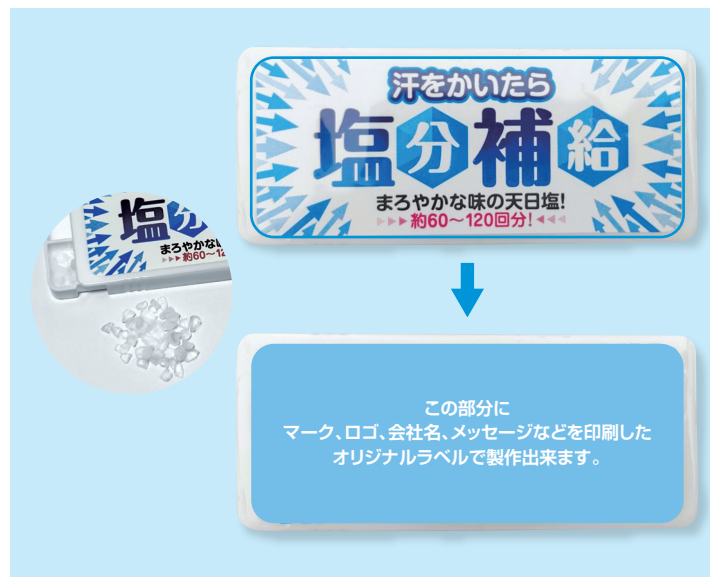 汗をかいたら
塩分補給
まろやかな味の天日塩!
▶▶▶約60〜120回分!◀◀◀
塩分
まろやかな味
▶▶▶約60〜12
この部分に
マーク、ロゴ、会社名、メッセージなどを印刷した
オリジナルラベルで製作出来ます。